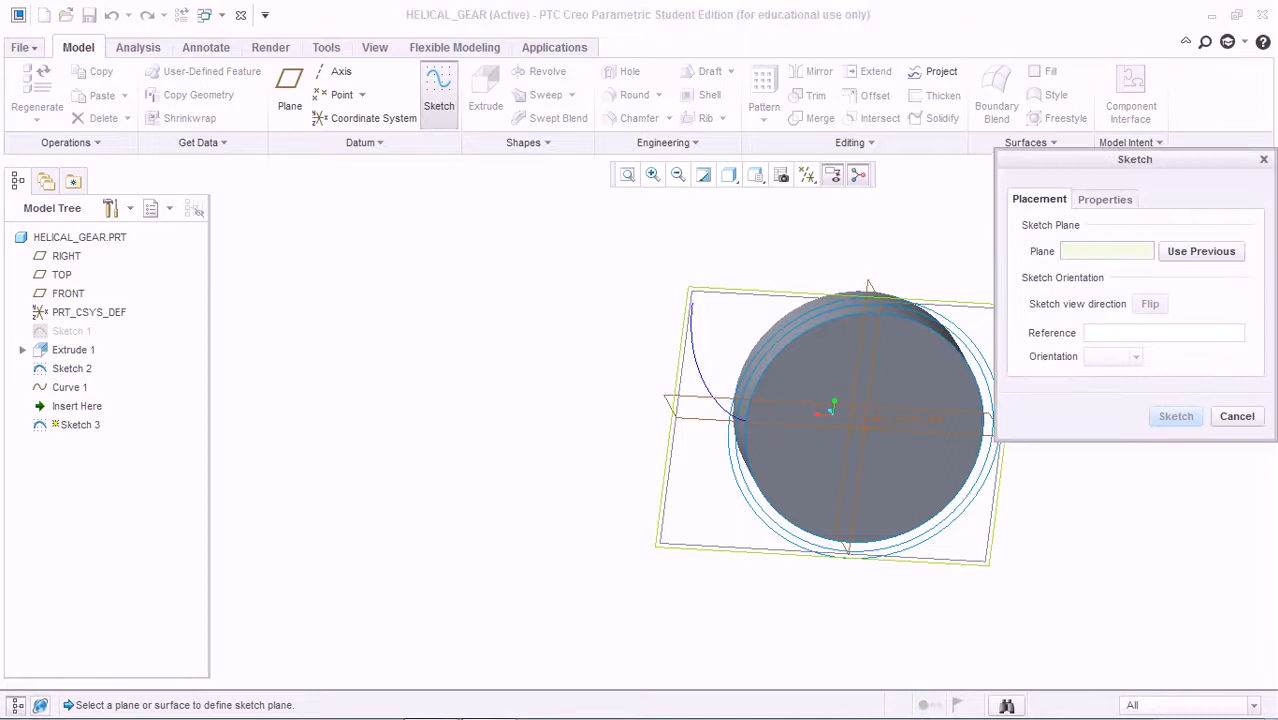 HELICAL_GEAR (Active) - PTC Creo Parametric Student Edition (for educational use only)
File Model Analysis Annotate Render Tools View Flexible Modeling Applications
Regenerate Copy Paste Delete
User-Defined Feature Copy Geometry Shrinkwrap
Plane Axis Point Coordinate System Sketch
Extrude Revolve Sweep Swept Blend
Hole Round Chamfer Draft Shell Rib
Pattern Mirror Trim Merge Extend Offset Intersect Project Thicken Solidify
Boundary Blend Fill Style Freestyle
Component Interface
Operations Get Data Datum Shapes Engineering Editing Surfaces Model Intent
Model Tree
HELICAL_GEAR.PRT
RIGHT
TOP
FRONT
PRT_CSYS_DEF
Sketch 1
Extrude 1
Sketch 2
Curve 1
Insert Here
Sketch 3
Sketch
Placement Properties
Sketch Plane
Plane Use Previous
Sketch Orientation
Sketch view direction Flip
Reference
Orientation
Sketch Cancel
Select a plane or surface to define sketch plane.
All